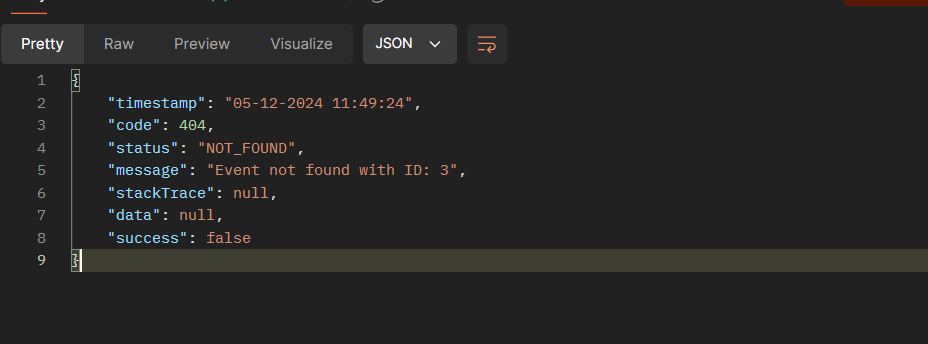 Pretty Raw Preview Visualize JSON
1 {
2 "timestamp": "05-12-2024 11:49:24",
3 "code": 404,
4 "status": "NOT_FOUND",
5 "message": "Event not found with ID: 3",
6 "stackTrace": null,
7 "data": null,
8 "success": false
9 }